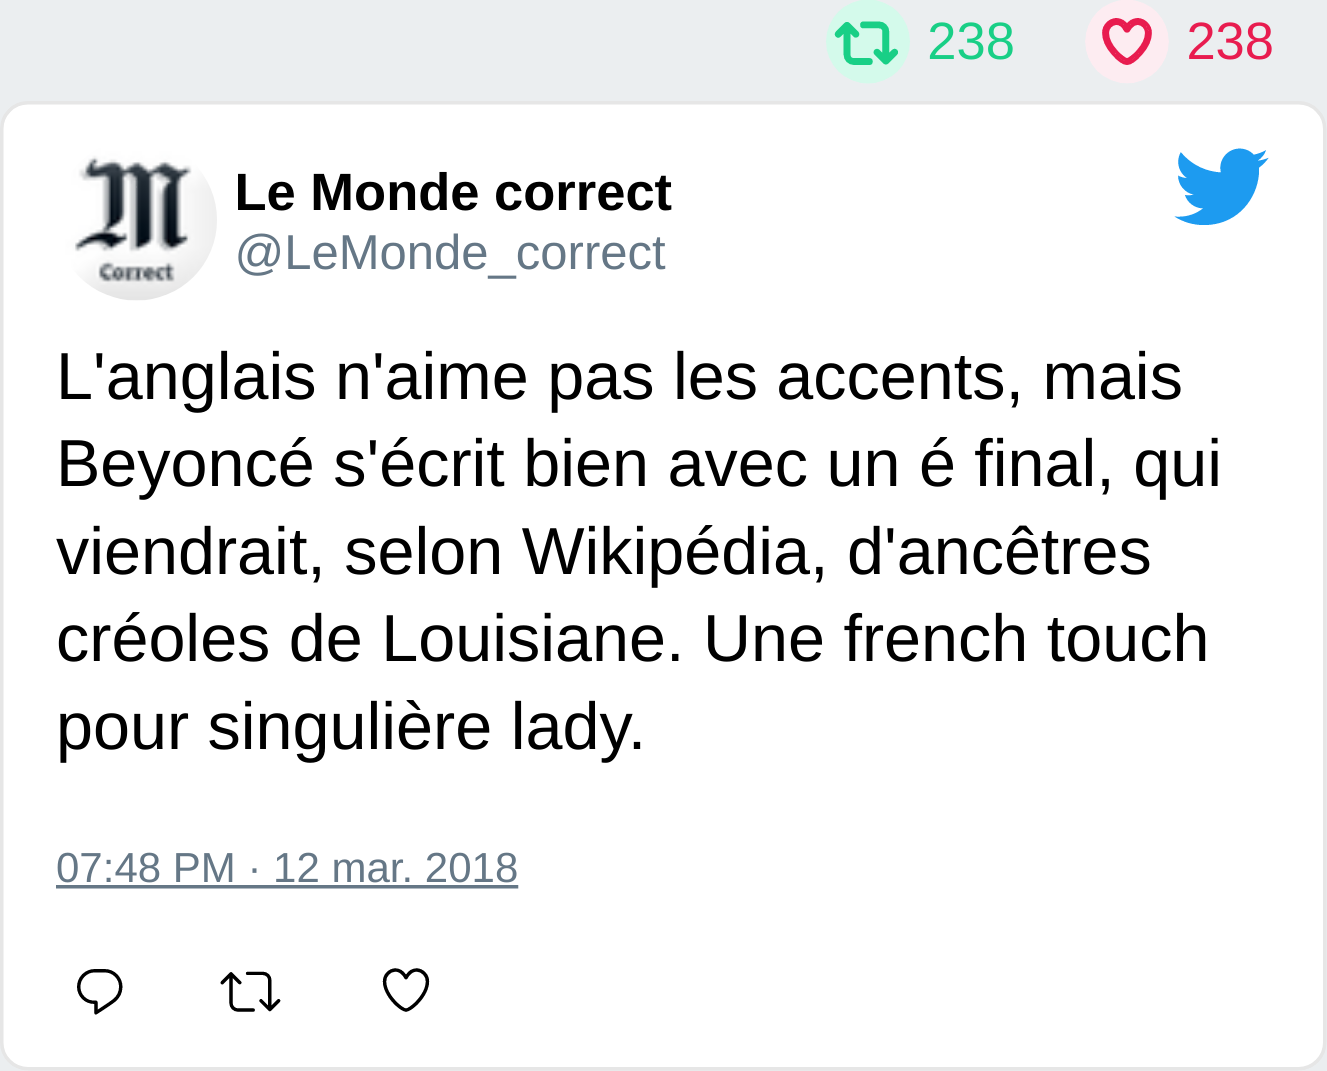 238 238
Le Monde correct
@LeMonde_correct
Correct
L'anglais n'aime pas les accents, mais
Beyoncé s'écrit bien avec un é final, qui
viendrait, selon Wikipédia, d'ancêtres
créoles de Louisiane. Une french touch
pour singulière lady.
07:48 PM · 12 mar. 2018